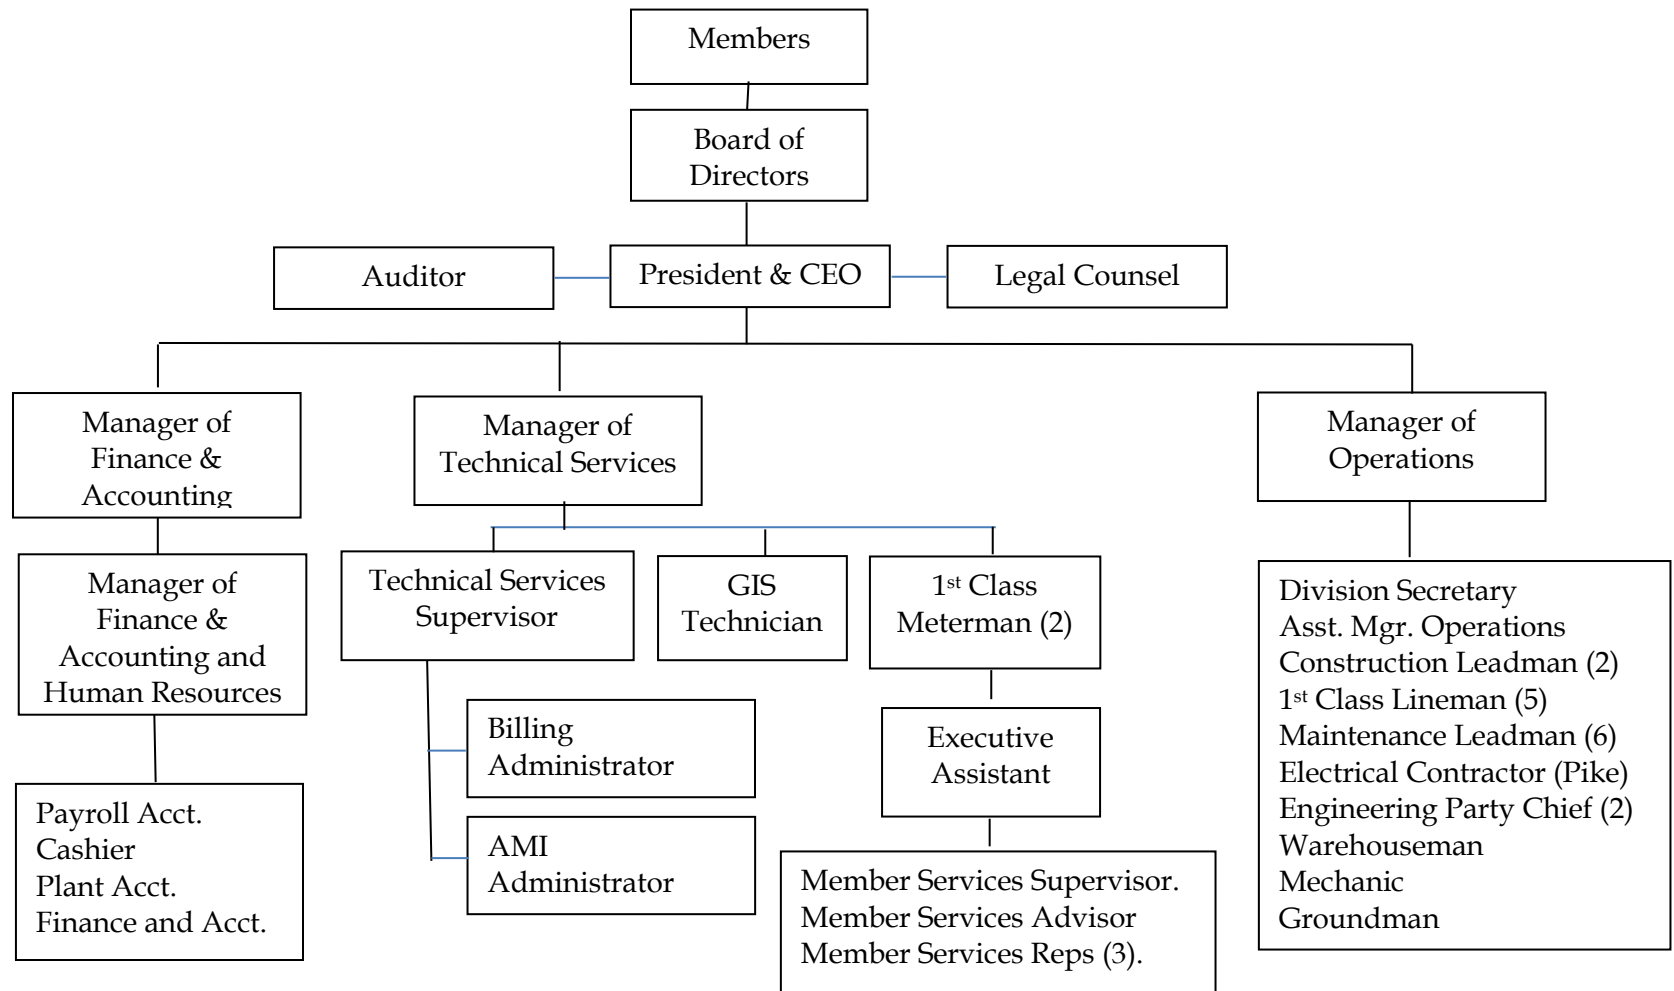 Members
Board of
Directors
Auditor
President & CEO
Legal Counsel
Manager of
Finance &
Accounting
Manager of
Technical Services
Manager of
Operations
Manager of
Finance &
Accounting and
Human Resources
Technical Services
Supervisor
GIS
Technician
1st Class
Meterman (2)
Billing
Administrator
AMI
Administrator
Executive
Assistant
Payroll Acct.
Cashier
Plant Acct.
Finance and Acct.
Member Services Supervisor.
Member Services Advisor
Member Services Reps (3).
Division Secretary
Asst. Mgr. Operations
Construction Leadman (2)
1st Class Lineman (5)
Maintenance Leadman (6)
Electrical Contractor (Pike)
Engineering Party Chief (2)
Warehouseman
Mechanic
Groundman